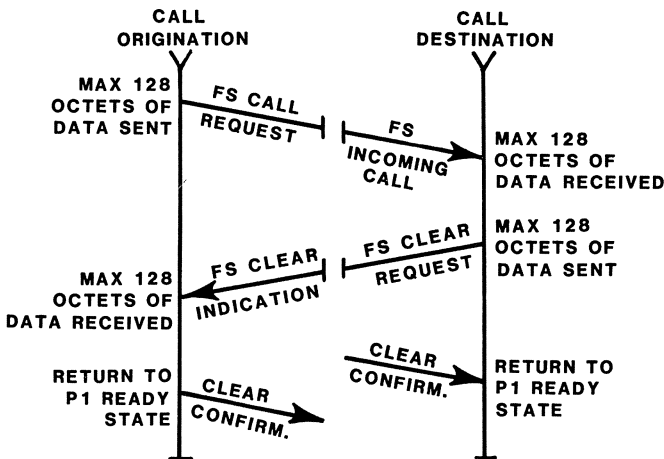 CALL
ORIGINATION
CALL
DESTINATION
MAX 128
OCTETS OF
DATA SENT
FS CALL
REQUEST
FS
INCOMING
CALL
MAX 128
OCTETS OF
DATA RECEIVED
MAX 128
OCTETS OF
DATA SENT
FS CLEAR
REQUEST
FS CLEAR
INDICATION
MAX 128
OCTETS OF
DATA RECEIVED
CLEAR
CONFIRM.
RETURN TO
P1 READY
STATE
RETURN TO
P1 READY
STATE
CLEAR
CONFIRM.